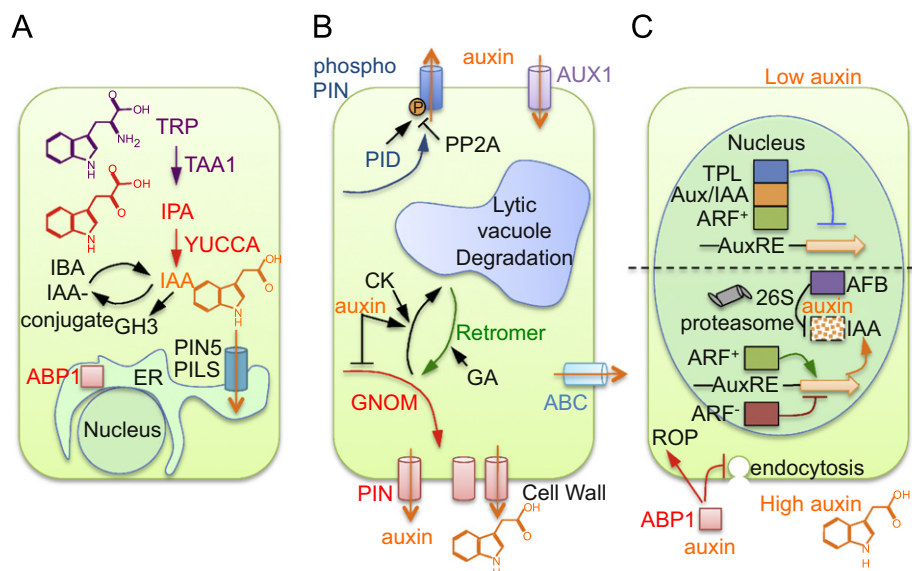 A
TRP
TAA1
IPA
YUCCA
IBA
IAA-
conjugate
IAA
GH3
PIN5
PILS
ABP1
ER
Nucleus
O
OH
NH2
N
H
O
OH
O
N
H
OH
O
N
H
B
phospho
PIN
auxin
AUX1
P
PID
PP2A
Lytic
vacuole
Degradation
CK
auxin
Retromer
GA
GNOM
ABC
PIN
Cell Wall
auxin
OH
O
N
H
C
Low auxin
Nucleus
TPL
Aux/IAA
ARF+
AuxRE
26S
proteasome
AFB
auxin
IAA
ARF+
AuxRE
ARF-
ROP
endocytosis
High auxin
ABP1
auxin
OH
O
N
H